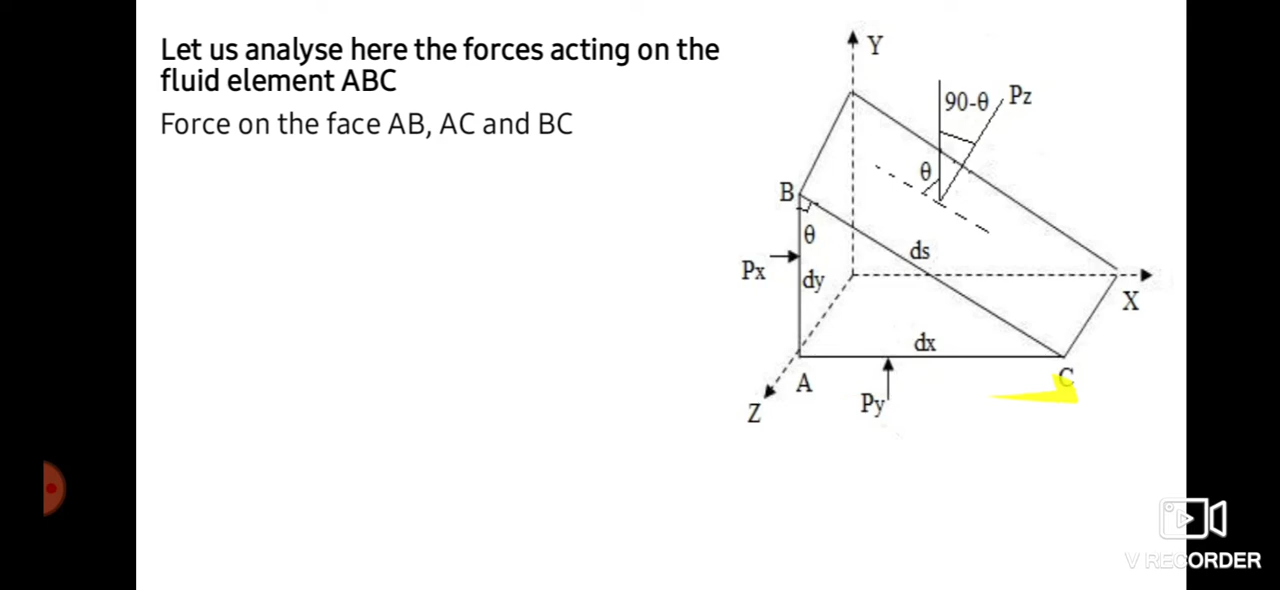 Let us analyse here the forces acting on the
fluid element ABC
Force on the face AB, AC and BC
Y
90-θ
Pz
θ
B
θ
ds
Px
dy
X
dx
A
C
Py
Z
V RECORDER